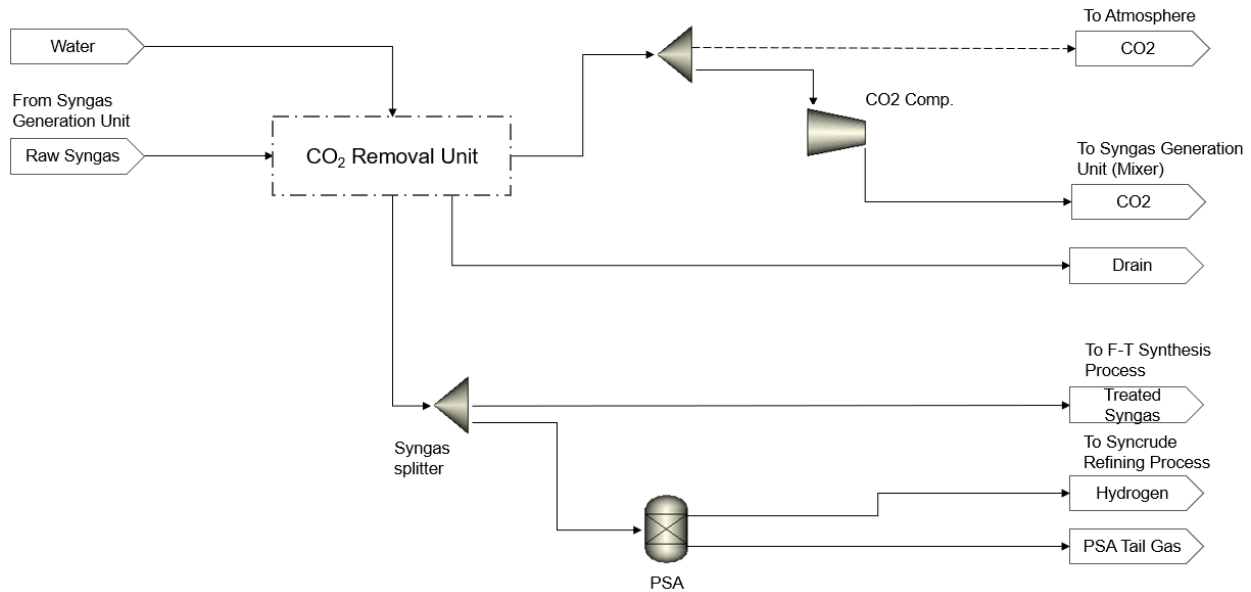 To Atmosphere
Water
CO2
From Syngas
Generation Unit
CO2 Comp.
Raw Syngas
CO₂ Removal Unit
To Syngas Generation
Unit (Mixer)
CO2
Drain
To F-T Synthesis
Process
Treated
Syngas
Syngas
splitter
To Syncrude
Refining Process
Hydrogen
PSA Tail Gas
PSA